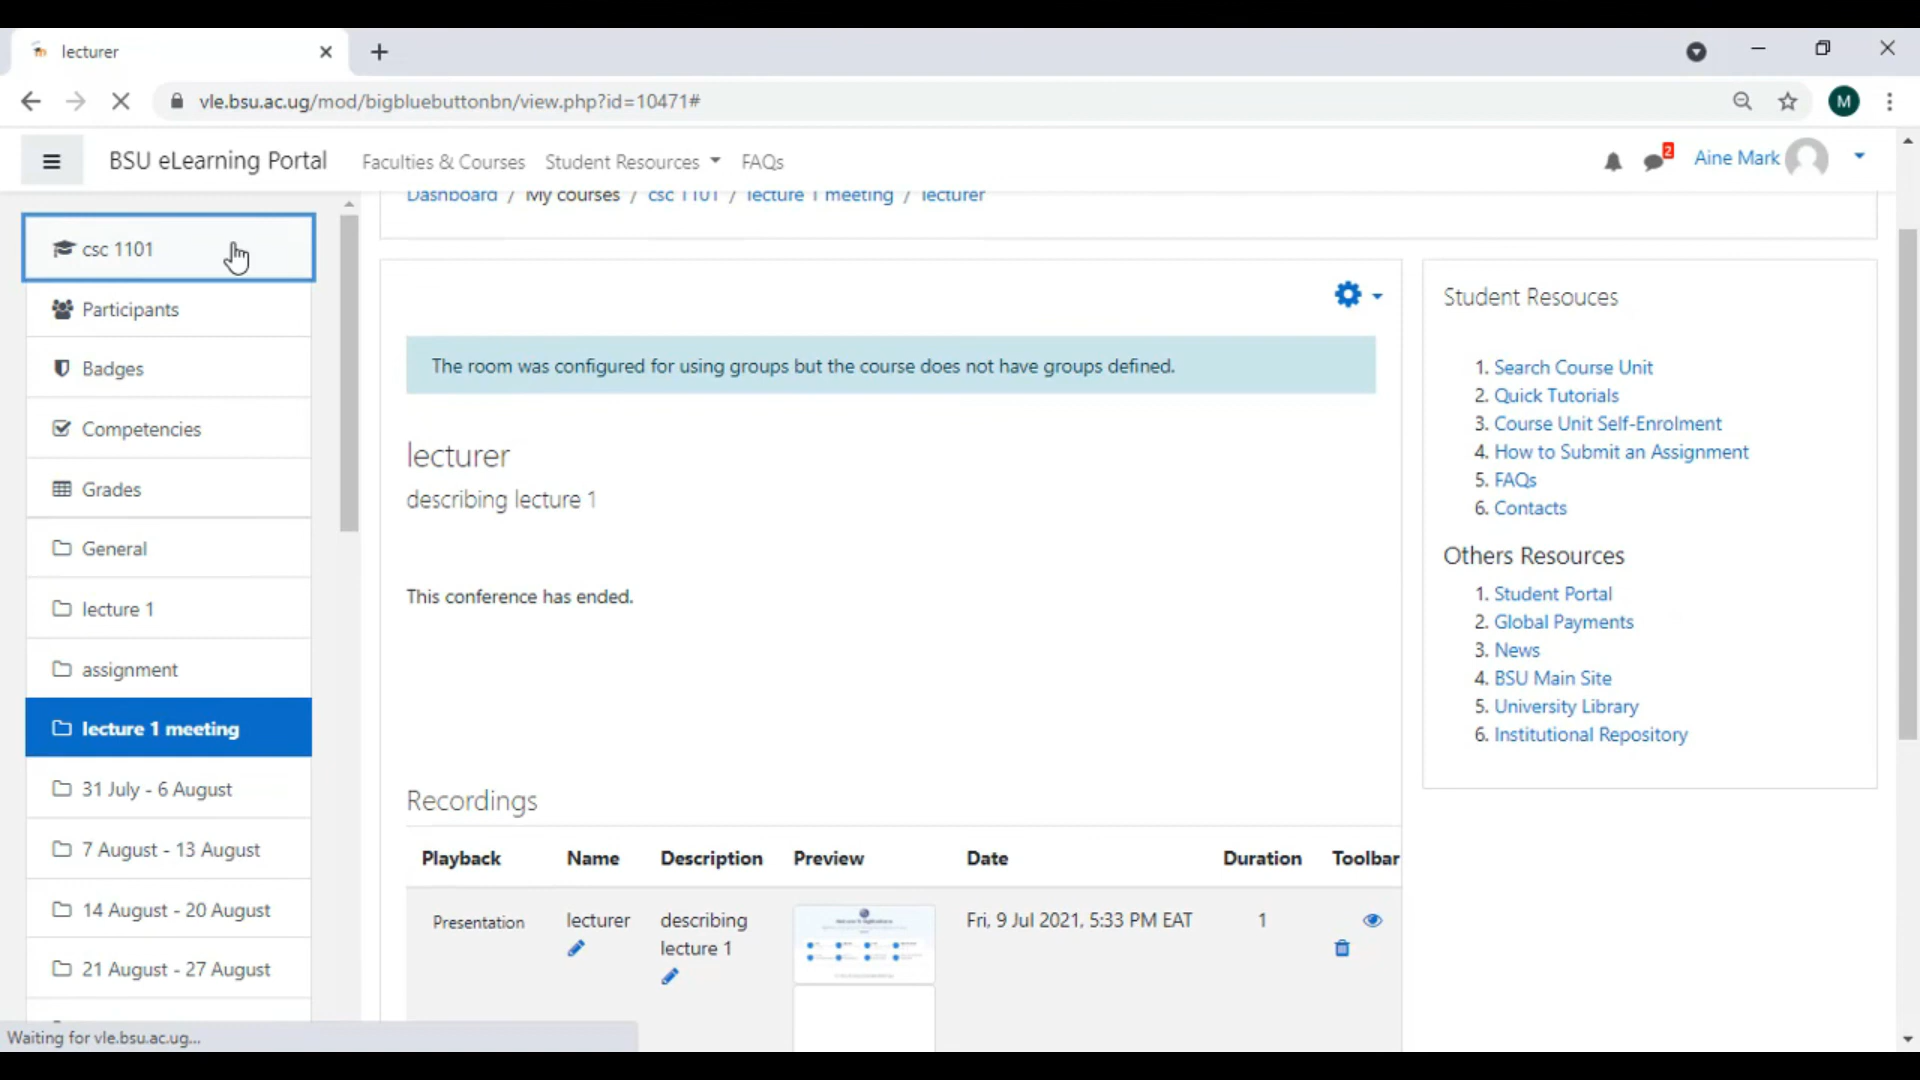 lecturer
vle.bsu.ac.ug/mod/bigbluebuttonbn/view.php?id=10471#
M
BSU eLearning Portal
Faculties & Courses
Student Resources
FAQs
2
Aine Mark
Dashboard / My courses / csc 1101 / lecture 1 meeting / lecturer
csc 1101
Participants
Badges
Competencies
Grades
General
lecture 1
assignment
lecture 1 meeting
31 July - 6 August
7 August - 13 August
14 August - 20 August
21 August - 27 August
The room was configured for using groups but the course does not have groups defined.
lecturer
describing lecture 1
This conference has ended.
Recordings
Playback Name Description Preview Date Duration Toolbar
Presentation lecturer describing Fri, 9 Jul 2021, 5:33 PM EAT 1
lecture 1
Student Resouces
1. Search Course Unit
2. Quick Tutorials
3. Course Unit Self-Enrolment
4. How to Submit an Assignment
5. FAQs
6. Contacts
Others Resources
1. Student Portal
2. Global Payments
3. News
4. BSU Main Site
5. University Library
6. Institutional Repository
Waiting for vle.bsu.ac.ug...